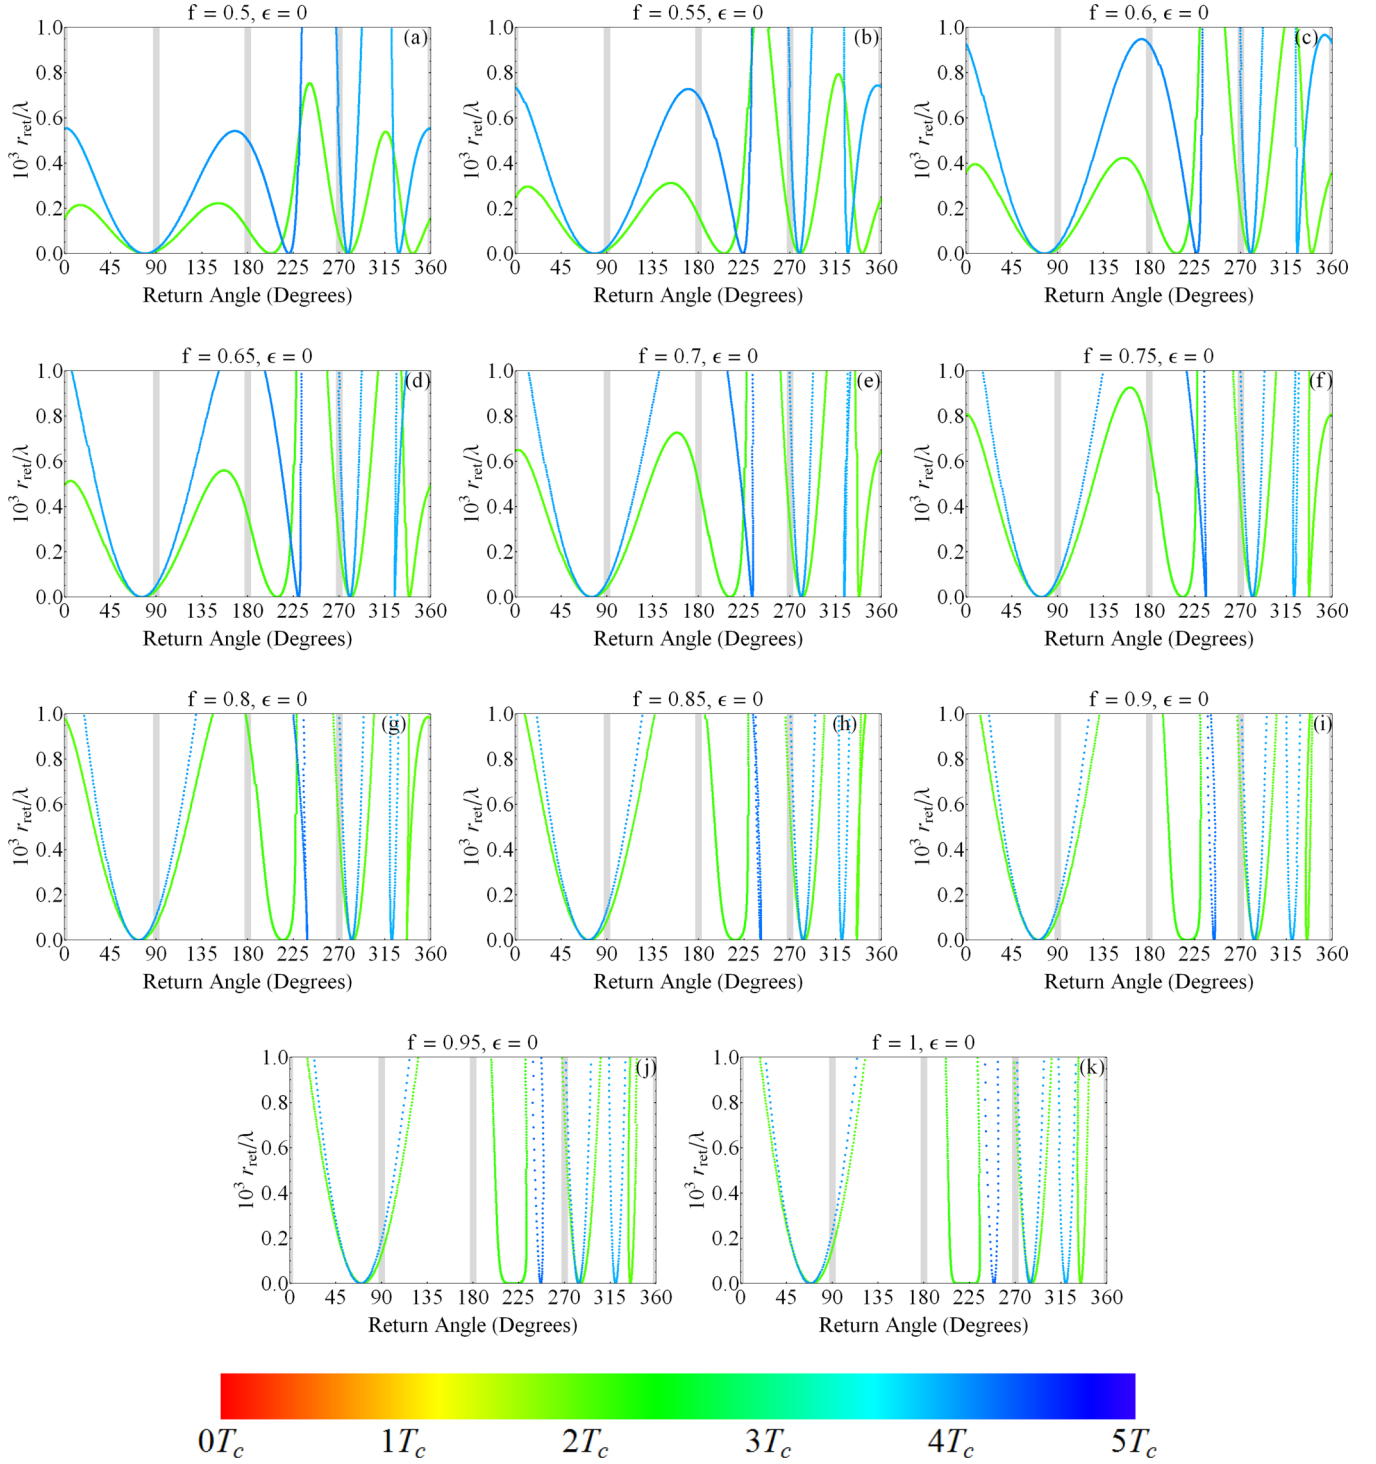 f = 0.5, ϵ = 0
(a)
10³ r_ret/λ
1.0
0.8
0.6
0.4
0.2
0.0
0 45 90 135 180 225 270 315 360
Return Angle (Degrees)
f = 0.55, ϵ = 0
(b)
10³ r_ret/λ
1.0
0.8
0.6
0.4
0.2
0.0
0 45 90 135 180 225 270 315 360
Return Angle (Degrees)
f = 0.6, ϵ = 0
(c)
10³ r_ret/λ
1.0
0.8
0.6
0.4
0.2
0.0
0 45 90 135 180 225 270 315 360
Return Angle (Degrees)
f = 0.65, ϵ = 0
(d)
10³ r_ret/λ
1.0
0.8
0.6
0.4
0.2
0.0
0 45 90 135 180 225 270 315 360
Return Angle (Degrees)
f = 0.7, ϵ = 0
(e)
10³ r_ret/λ
1.0
0.8
0.6
0.4
0.2
0.0
0 45 90 135 180 225 270 315 360
Return Angle (Degrees)
f = 0.75, ϵ = 0
(f)
10³ r_ret/λ
1.0
0.8
0.6
0.4
0.2
0.0
0 45 90 135 180 225 270 315 360
Return Angle (Degrees)
f = 0.8, ϵ = 0
(g)
10³ r_ret/λ
1.0
0.8
0.6
0.4
0.2
0.0
0 45 90 135 180 225 270 315 360
Return Angle (Degrees)
f = 0.85, ϵ = 0
(h)
10³ r_ret/λ
1.0
0.8
0.6
0.4
0.2
0.0
0 45 90 135 180 225 270 315 360
Return Angle (Degrees)
f = 0.9, ϵ = 0
(i)
10³ r_ret/λ
1.0
0.8
0.6
0.4
0.2
0.0
0 45 90 135 180 225 270 315 360
Return Angle (Degrees)
f = 0.95, ϵ = 0
(j)
10³ r_ret/λ
1.0
0.8
0.6
0.4
0.2
0.0
0 45 90 135 180 225 270 315 360
Return Angle (Degrees)
f = 1, ϵ = 0
(k)
10³ r_ret/λ
1.0
0.8
0.6
0.4
0.2
0.0
0 45 90 135 180 225 270 315 360
Return Angle (Degrees)
0T_c 1T_c 2T_c 3T_c 4T_c 5T_c